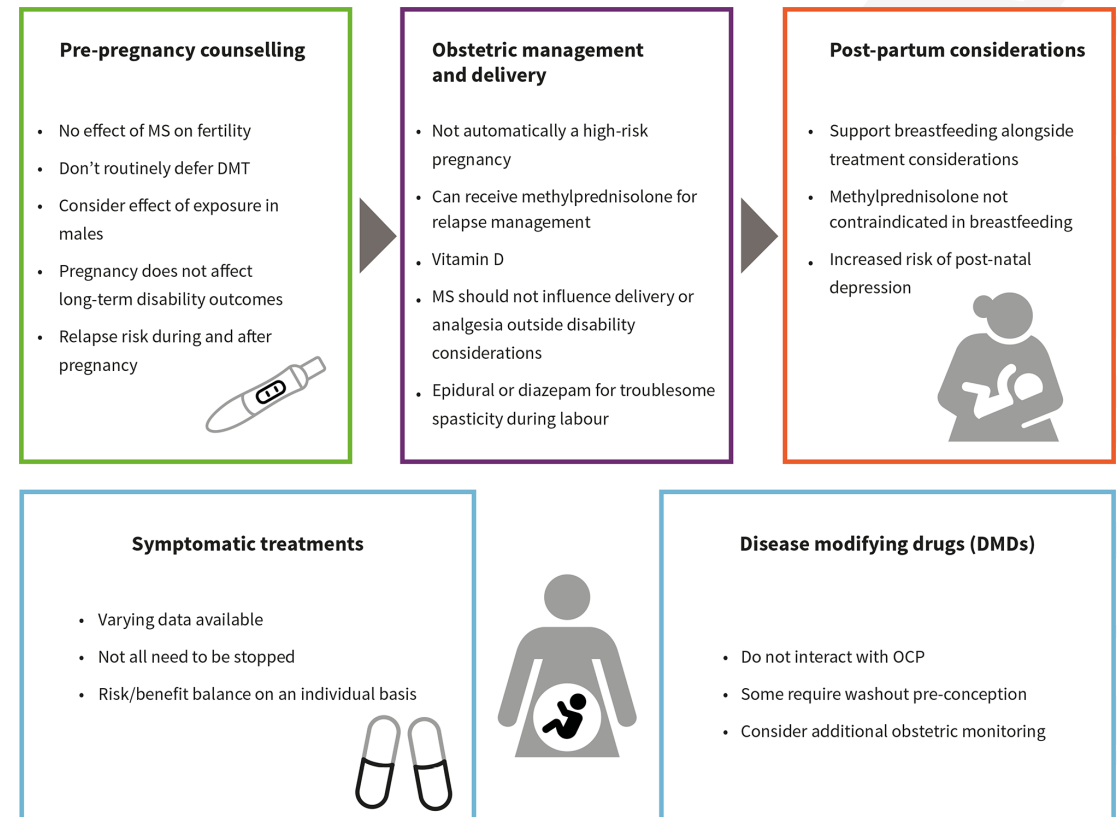 Pre-pregnancy counselling
• No effect of MS on fertility
• Don’t routinely defer DMT
• Consider effect of exposure in
males
• Pregnancy does not affect
long-term disability outcomes
• Relapse risk during and after
pregnancy
Obstetric management
and delivery
• Not automatically a high-risk
pregnancy
• Can receive methylprednisolone for
relapse management
• Vitamin D
• MS should not influence delivery or
analgesia outside disability
considerations
• Epidural or diazepam for troublesome
spasticity during labour
Post-partum considerations
• Support breastfeeding alongside
treatment considerations
• Methylprednisolone not
contraindicated in breastfeeding
• Increased risk of post-natal
depression
Symptomatic treatments
• Varying data available
• Not all need to be stopped
• Risk/benefit balance on an individual basis
Disease modifying drugs (DMDs)
• Do not interact with OCP
• Some require washout pre-conception
• Consider additional obstetric monitoring